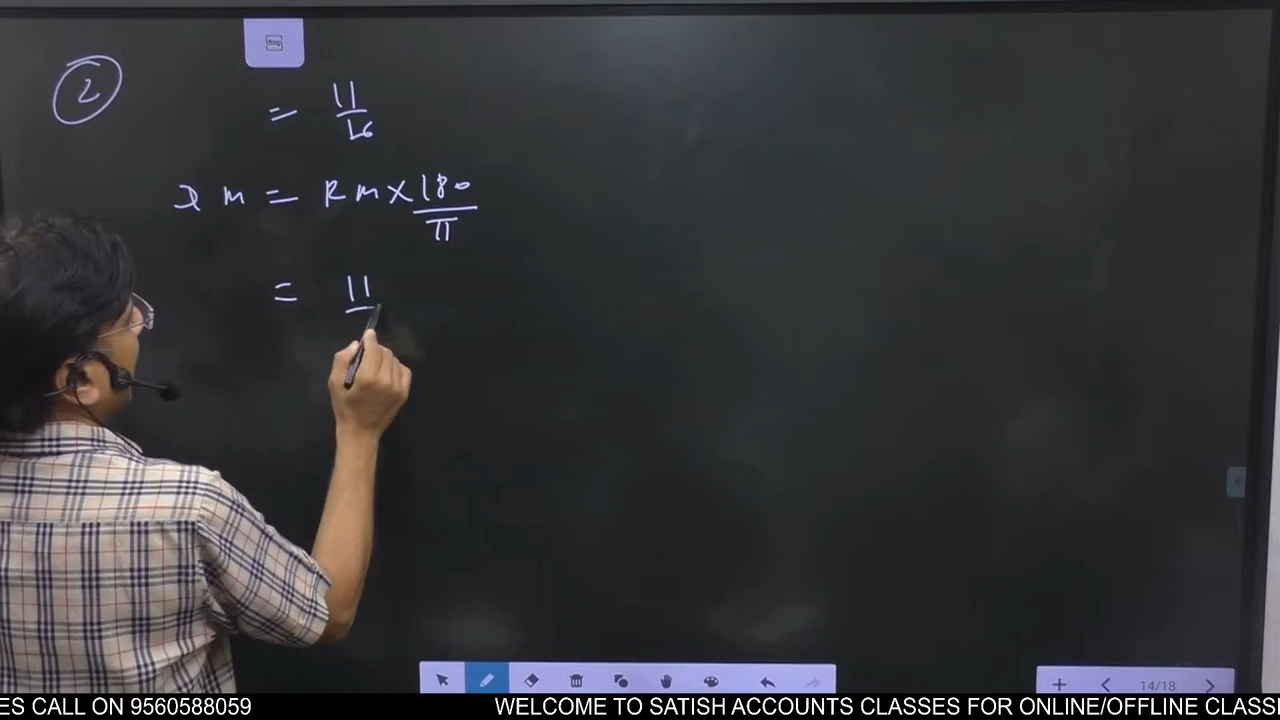 2
= 11/16
D M = R M × 180/π
= 11
14/18
ES CALL ON 9560588059 WELCOME TO SATISH ACCOUNTS CLASSES FOR ONLINE/OFFLINE CLASS